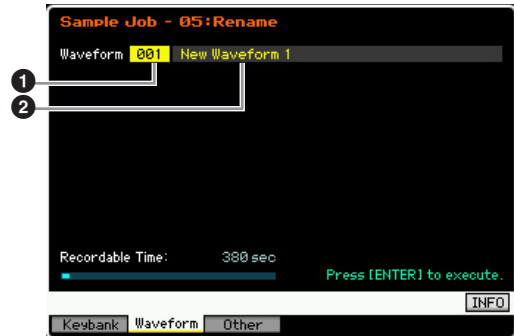 Sample Job - 05:Rename
Waveform 001 New Waveform 1
1
2
Recordable Time: 380 sec
Press [ENTER] to execute.
INFO
Keybank Waveform Other